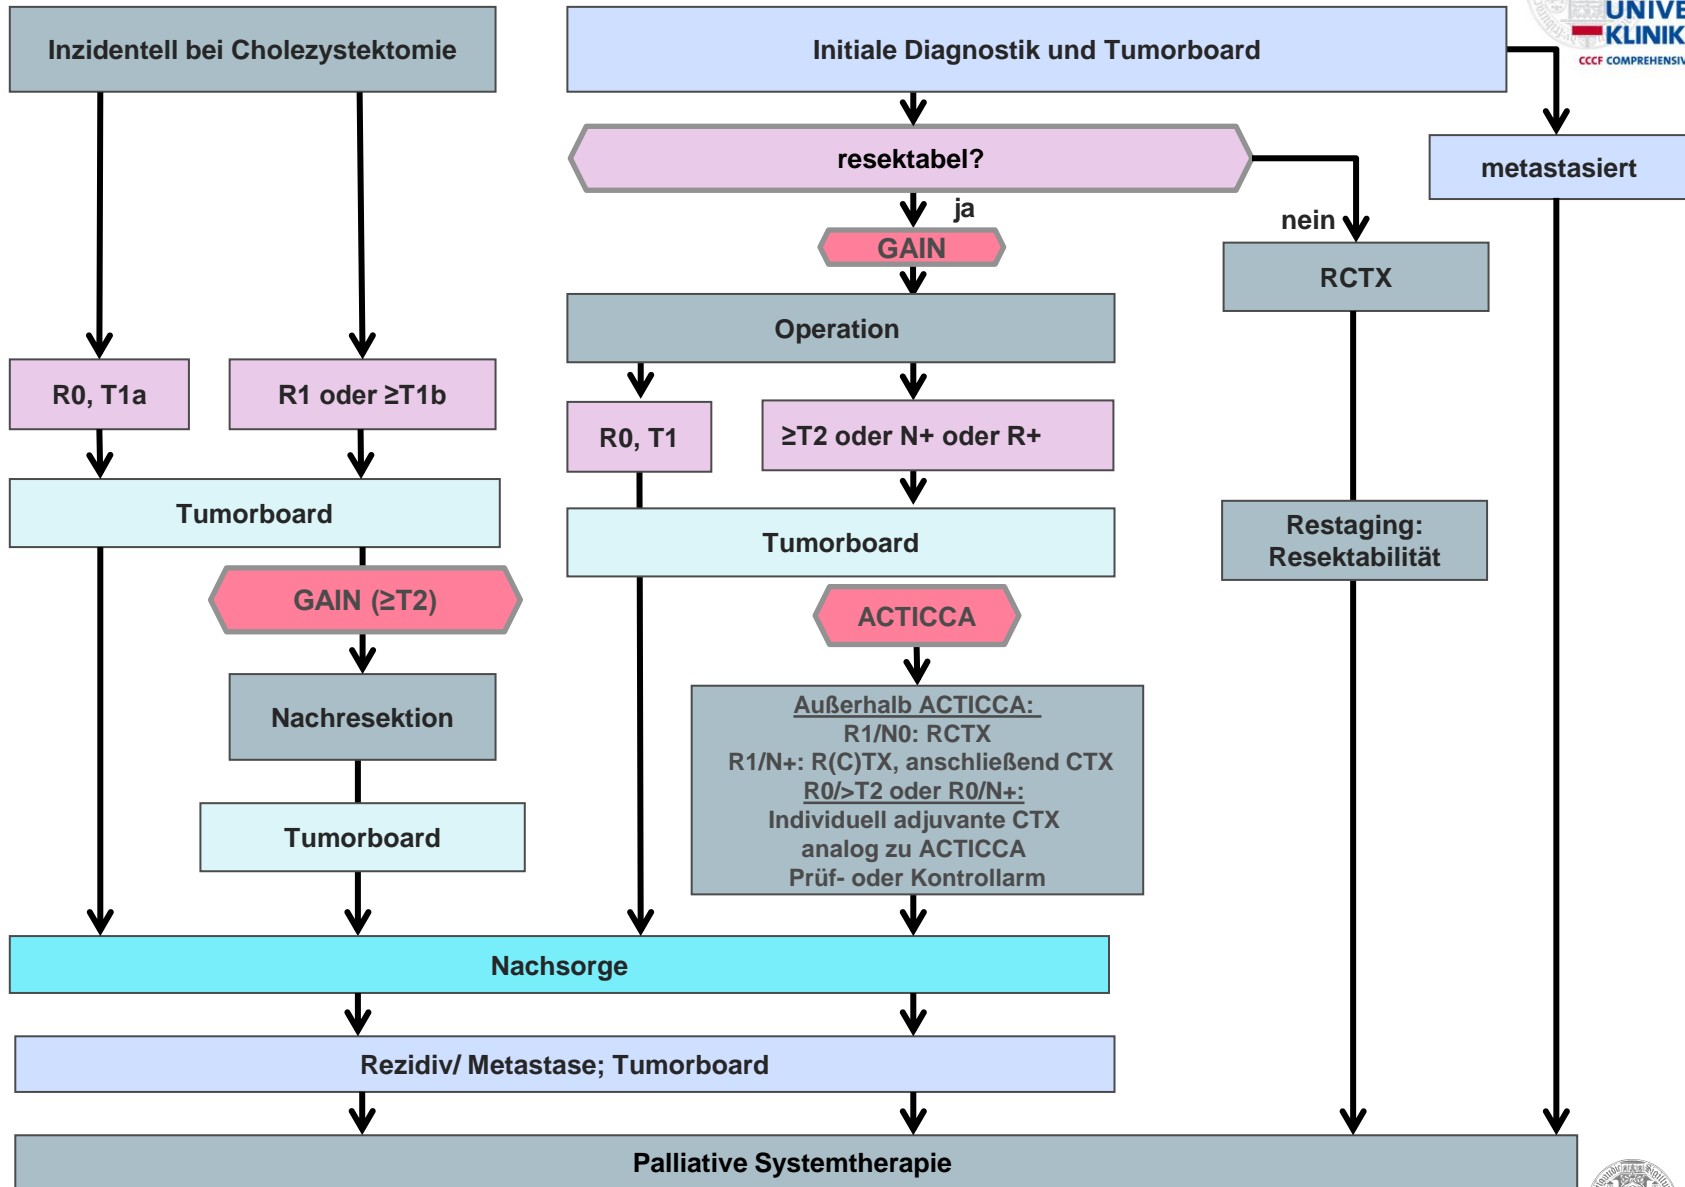 Inzidentell bei Cholezystektomie
Initiale Diagnostik und Tumorboard
KLINIK
CCCF COMPREHENSIV
resektabel?
metastasiert
ja
nein
GAIN
RCTX
Operation
R0, T1a
R1 oder ≥T1b
R0, T1
≥T2 oder N+ oder R+
Tumorboard
Tumorboard
Restaging:
Resektabilität
GAIN (≥T2)
ACTICCA
Nachresektion
Außerhalb ACTICCA:
R1/N0: RCTX
R1/N+: R(C)TX, anschließend CTX
R0/>T2 oder R0/N+:
Individuell adjuvante CTX
analog zu ACTICCA
Prüf- oder Kontrollarm
Tumorboard
Nachsorge
Rezidiv/ Metastase; Tumorboard
Palliative Systemtherapie